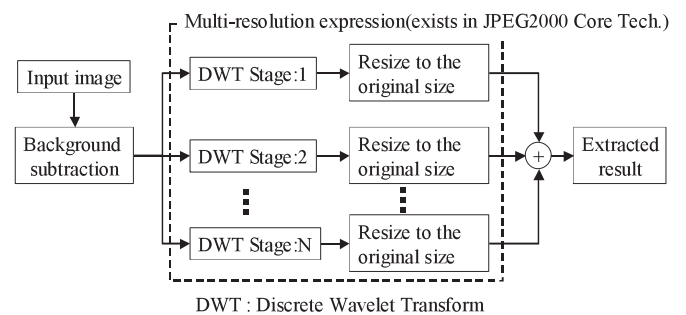 Multi-resolution expression(exists in JPEG2000 Core Tech.)
Input image
Background
subtraction
DWT Stage:1
Resize to the
original size
DWT Stage:2
Resize to the
original size
DWT Stage:N
Resize to the
original size
+
Extracted
result
DWT : Discrete Wavelet Transform